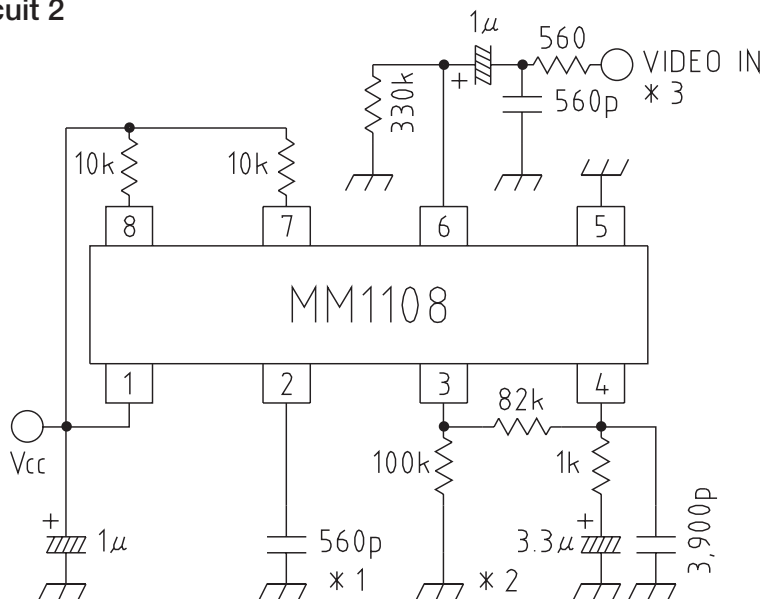 cuit 2
1μ
560
VIDEO IN
+
330k
560p
* 3
10k
10k
8
7
6
5
MM1108
1
2
3
4
82k
Vcc
100k
1k
+
1μ
560p
+
3.3μ
3,900p
* 1
* 2